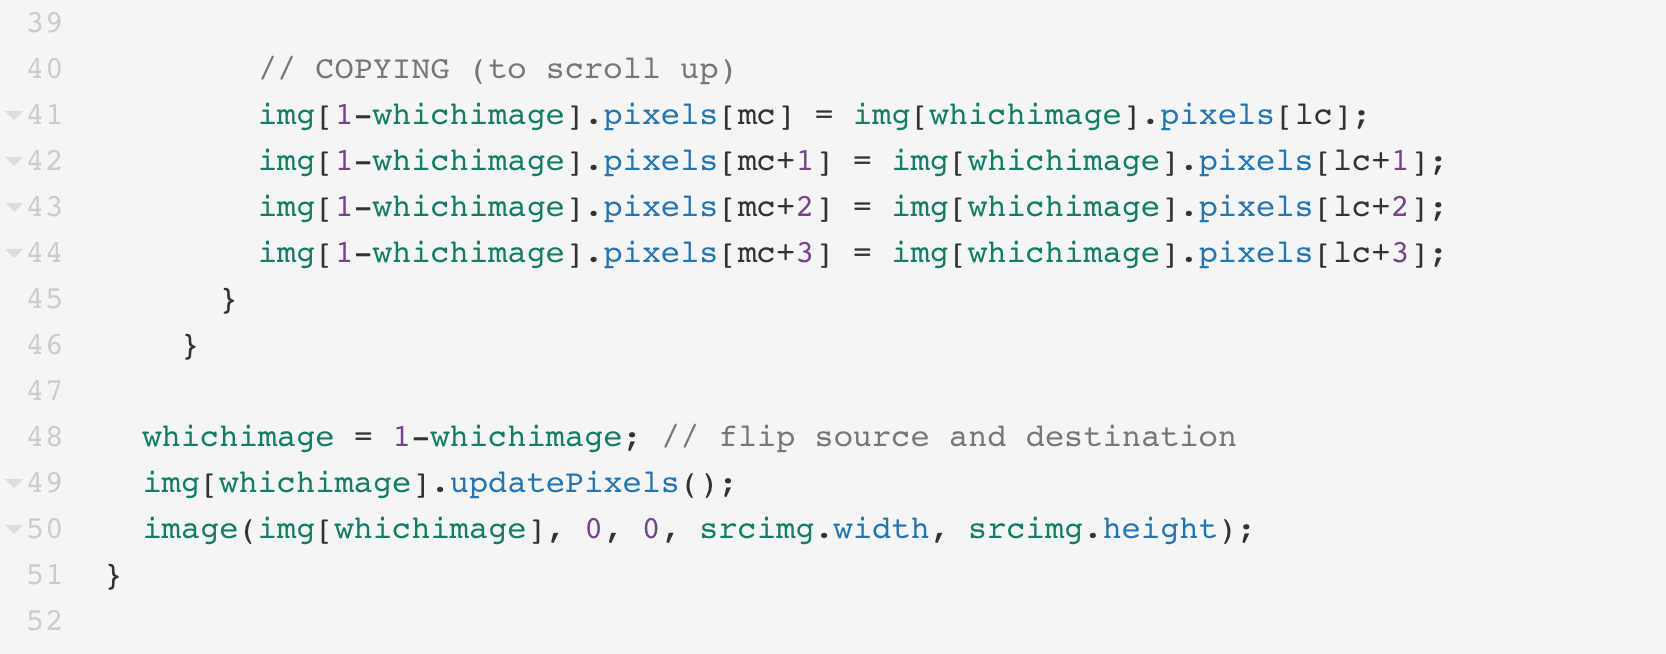 39
40 // COPYING (to scroll up)
41 img[1-whichimage].pixels[mc] = img[whichimage].pixels[lc];
42 img[1-whichimage].pixels[mc+1] = img[whichimage].pixels[lc+1];
43 img[1-whichimage].pixels[mc+2] = img[whichimage].pixels[lc+2];
44 img[1-whichimage].pixels[mc+3] = img[whichimage].pixels[lc+3];
45 }
46 }
47
48 whichimage = 1-whichimage; // flip source and destination
49 img[whichimage].updatePixels();
50 image(img[whichimage], 0, 0, srcimg.width, srcimg.height);
51 }
52